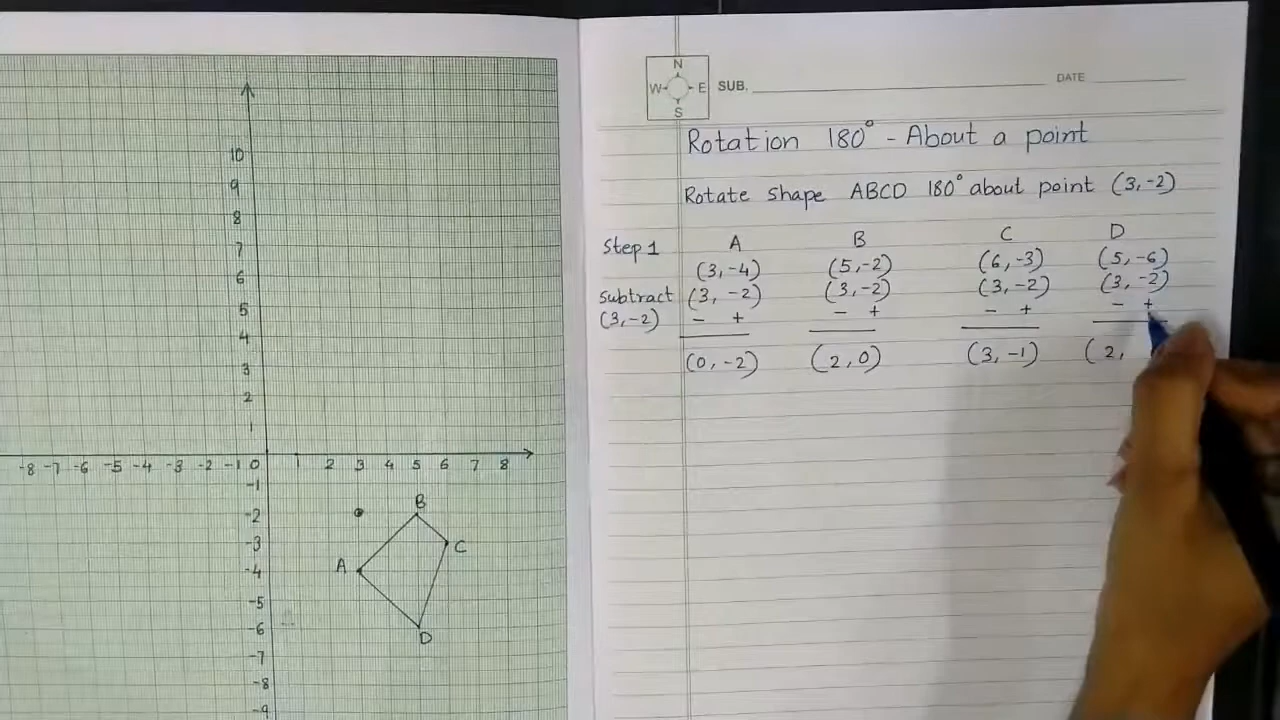 N
W E SUB. DATE
S
Rotation 180° - About a point
Rotate shape ABCD 180° about point (3,-2)
Step 1 A B C D
(3,-4) (5,-2) (6,-3) (5,-6)
subtract (3, -2) (3,-2) (3,-2) (3, -2)
(3,-2) - + - + - + - +
(0,-2) (2,0) (3,-1) (2,
10
9
8
7
6
5
4
3
2
1
-8 -7 -6 -5 -4 -3 -2 -1 0 1 2 3 4 5 6 7 8
-1
-2
-3
-4
-5
-6
-7
-8
-9
B
C
A
D